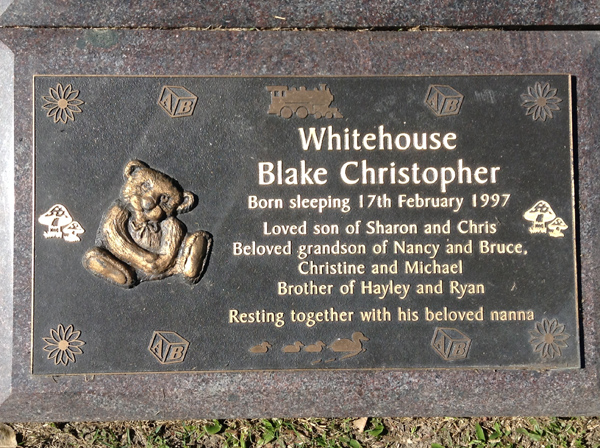 A B
A B
Whitehouse
Blake Christopher
Born sleeping 17th February 1997
Loved son of Sharon and Chris
Beloved grandson of Nancy and Bruce,
Christine and Michael
Brother of Hayley and Ryan
Resting together with his beloved nanna
A B
A B